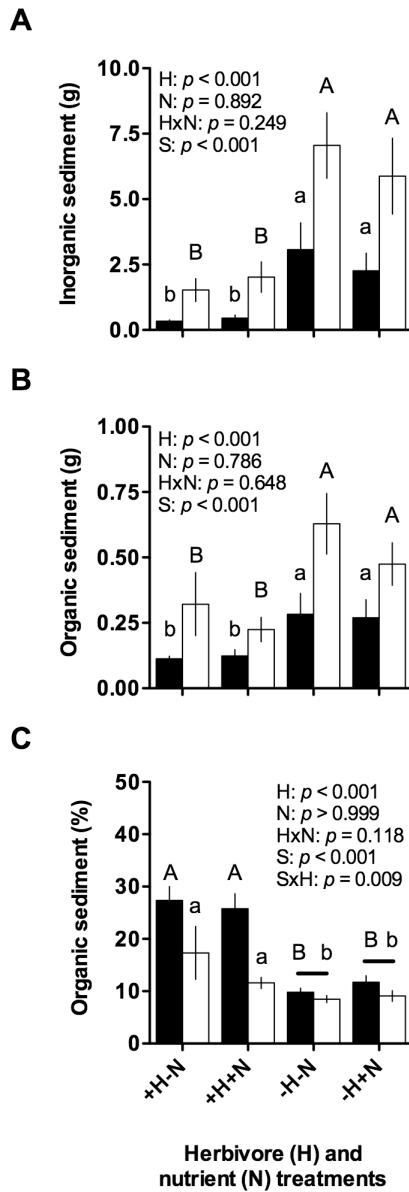 A
Inorganic sediment (g)
10.0
7.5
5.0
2.5
0.0
H: p < 0.001
N: p = 0.892
HxN: p = 0.249
S: p < 0.001
b B b B a A a A
B
Organic sediment (g)
1.00
0.75
0.50
0.25
0.00
H: p < 0.001
N: p = 0.786
HxN: p = 0.648
S: p < 0.001
b B b B a A a A
C
Organic sediment (%)
50
40
30
20
10
0
H: p < 0.001
N: p > 0.999
HxN: p = 0.118
S: p < 0.001
SxH: p = 0.009
A a A a B b B b
+H-N +H+N -H-N -H+N
Herbivore (H) and
nutrient (N) treatments